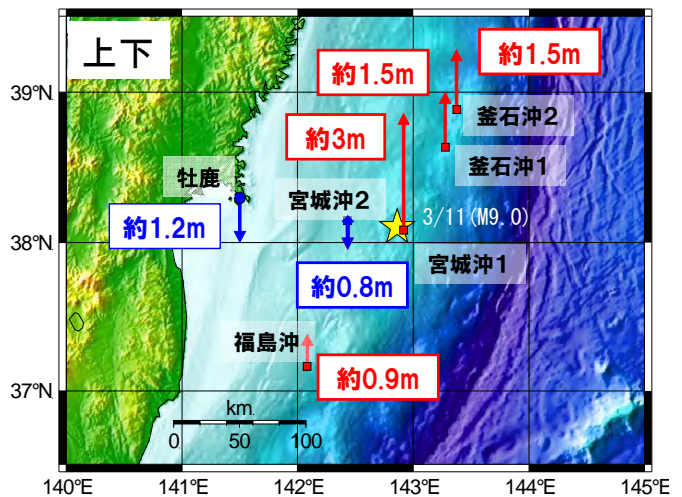 上下
39°N
38°N
37°N
約1.5m
約1.5m
釜石沖2
約3m
釜石沖1
牡鹿
宮城沖2
3/11(M9.0)
約1.2m
宮城沖1
約0.8m
福島沖
約0.9m
km
0 50 100
140°E 141°E 142°E 143°E 144°E 145°E